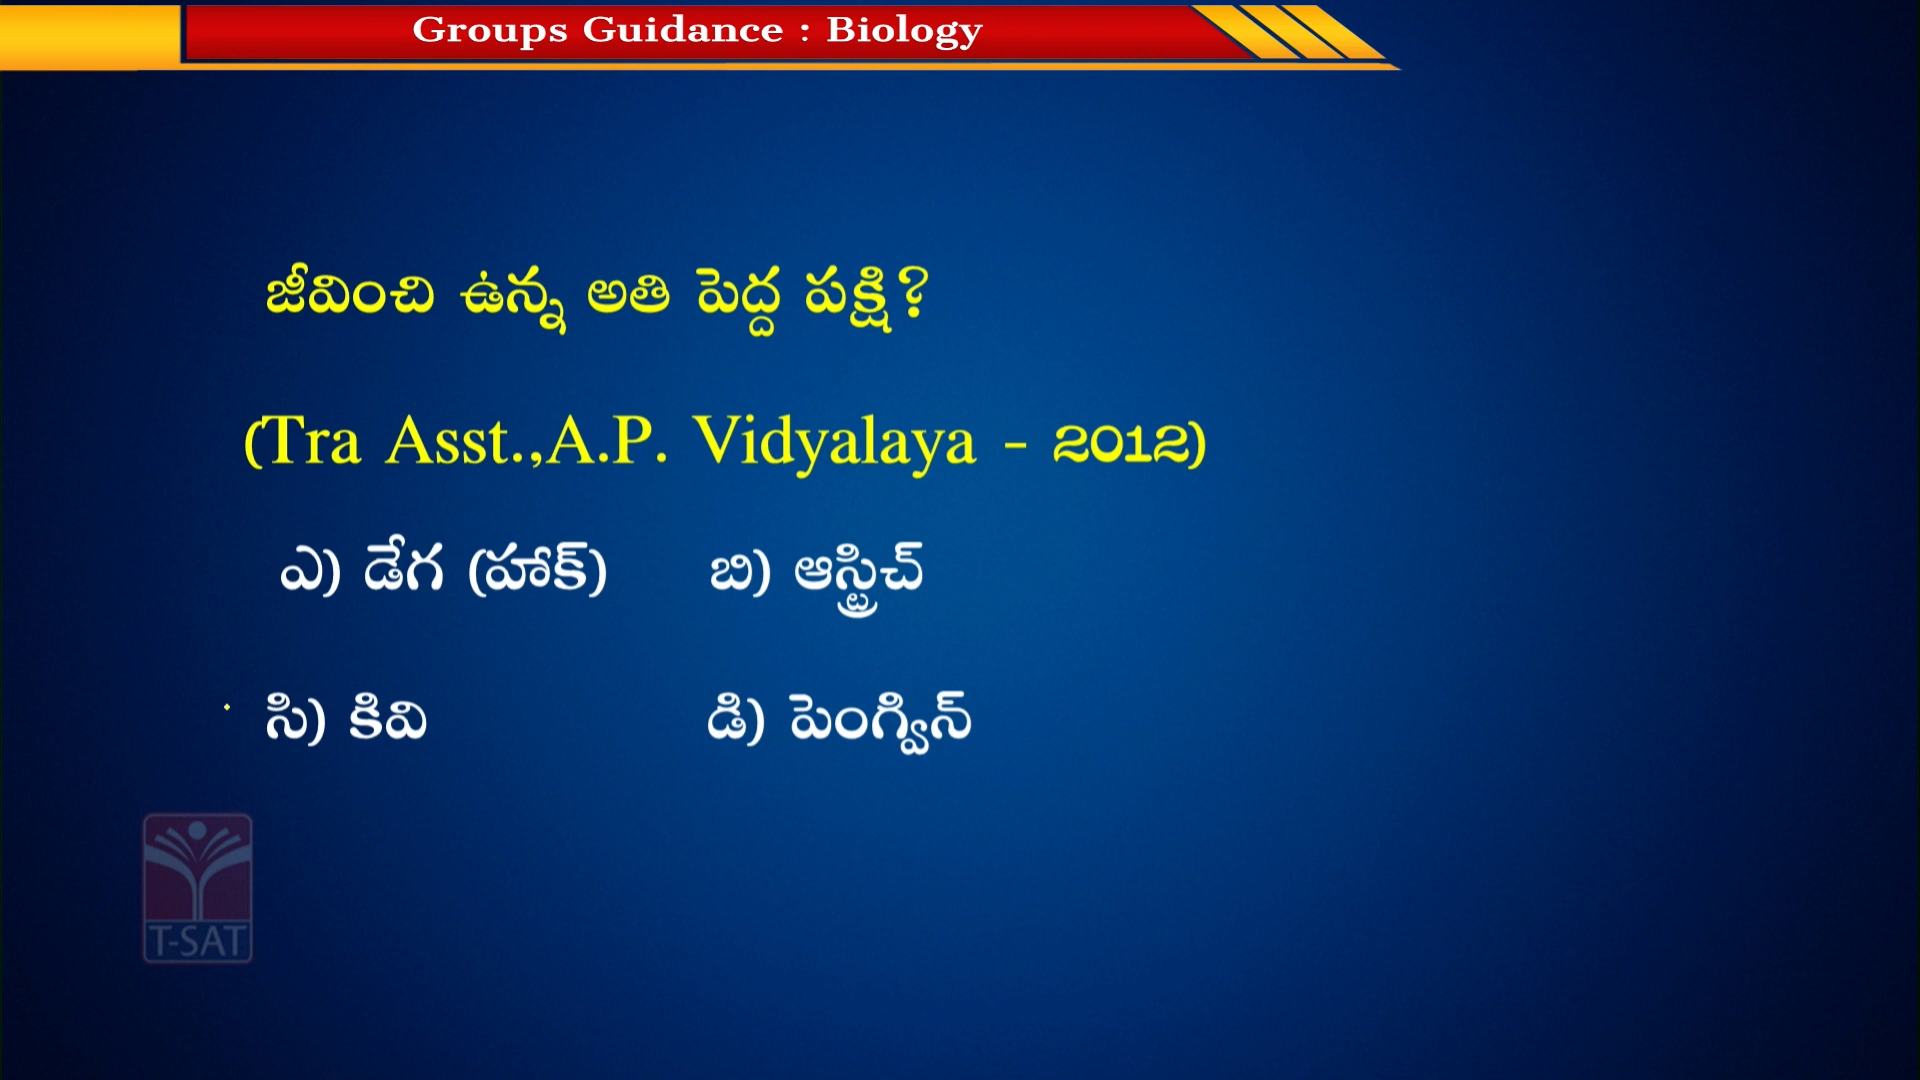 Groups Guidance : Biology
జీవించి ఉన్న అతి పెద్ద పక్షి?
(Tra Asst.,A.P. Vidyalaya - 2012)
ఎ) డేగ (హాక్) బి) ఆస్ట్రిచ్
సి) కివి డి) పెంగ్విన్
T-SAT